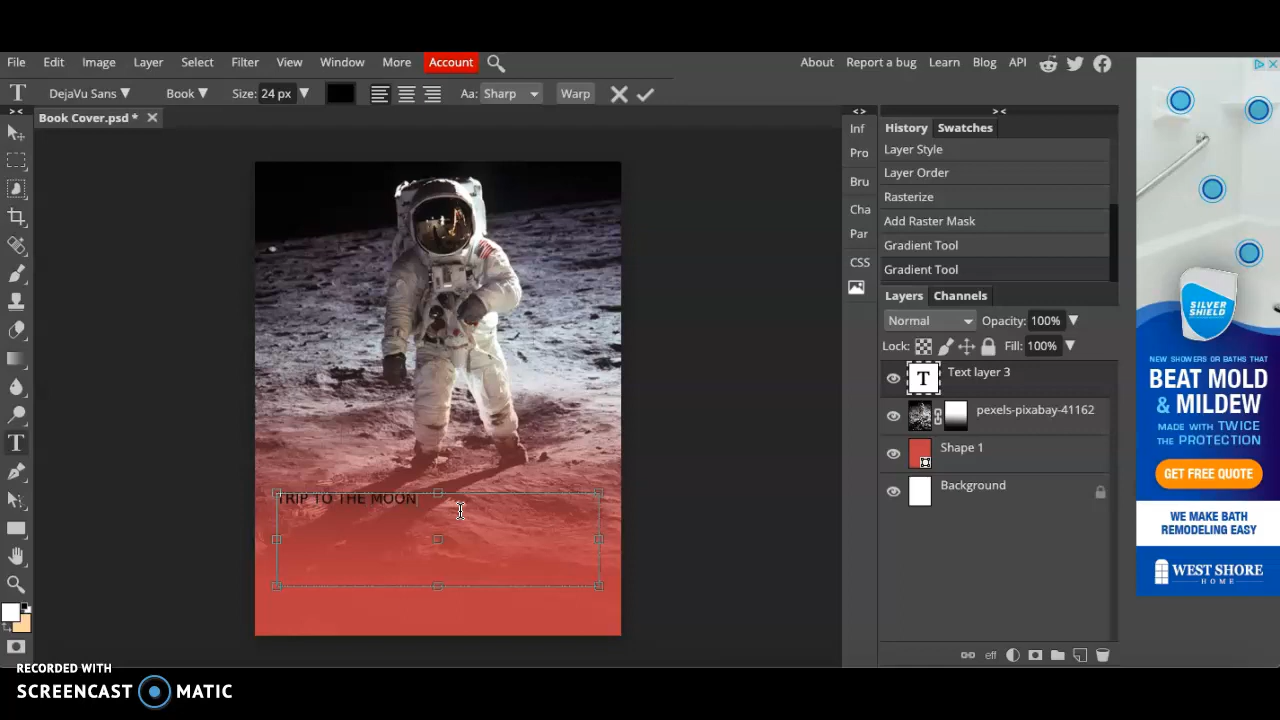 File Edit Image Layer Select Filter View Window More Account About Report a bug Learn Blog API
T DejaVu Sans Book Size: 24 px Aa: Sharp Warp
Book Cover.psd *
Inf
Pro
Bru
Cha
Par
CSS
History Swatches
Layer Style
Layer Order
Rasterize
Add Raster Mask
Gradient Tool
Gradient Tool
Layers Channels
Normal Opacity: 100%
Lock: Fill: 100%
T Text layer 3
pexels-pixabay-41162
Shape 1
Background
eff
TRIP TO THE MOON
SILVER
SHIELD
NEW SHOWERS OR BATHS THAT
BEAT MOLD
& MILDEW
MADE WITH TWICE
THE PROTECTION
GET FREE QUOTE
WE MAKE BATH
REMODELING EASY
WEST SHORE
HOME
RECORDED WITH
SCREENCAST MATIC